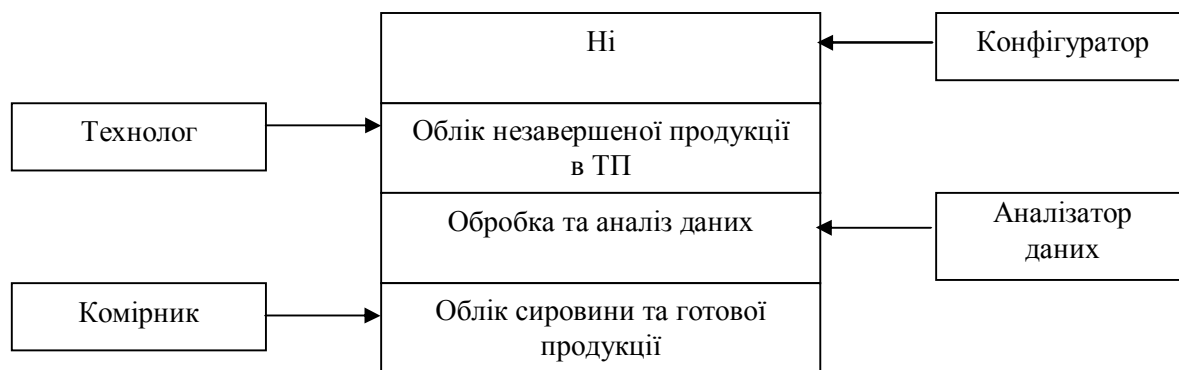 Ні
Конфігуратор
Технолог
Облік незавершеної продукції
в ТП
Обробка та аналіз даних
Аналізатор
даних
Комірник
Облік сировини та готової
продукції